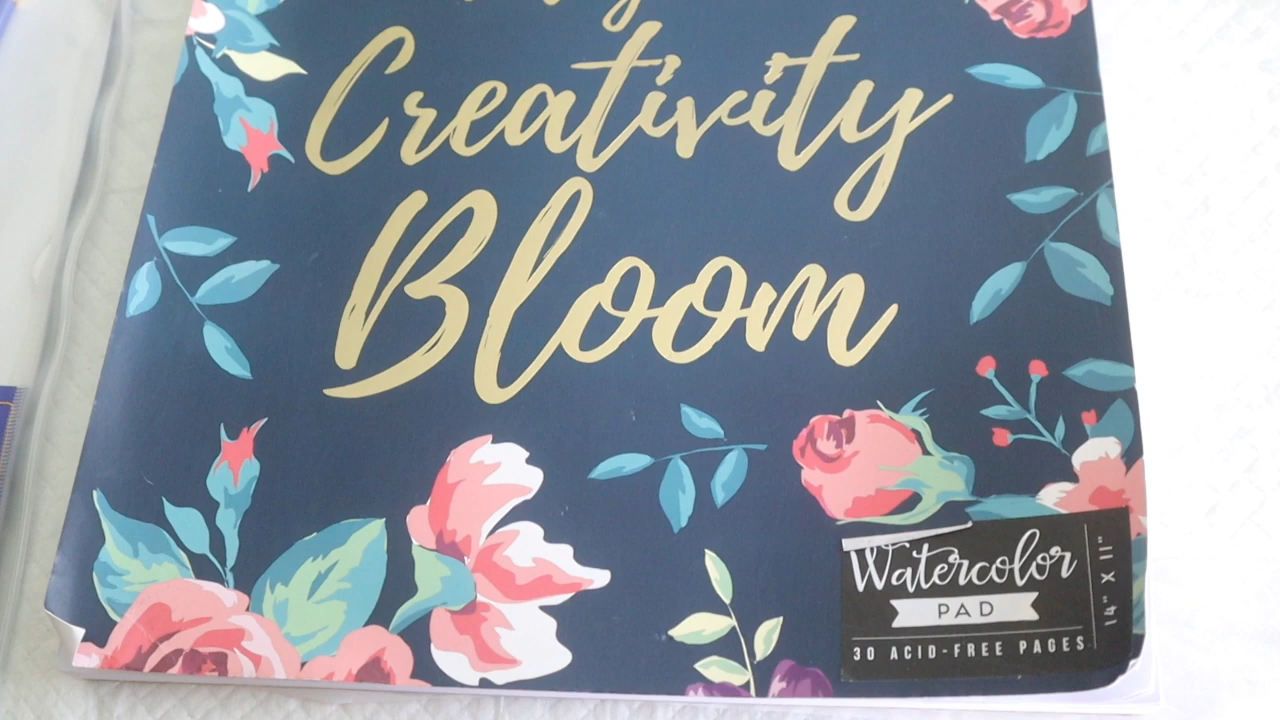 Creativity
Bloom
Watercolor
PAD
30 ACID-FREE PAGES
14" X 11"